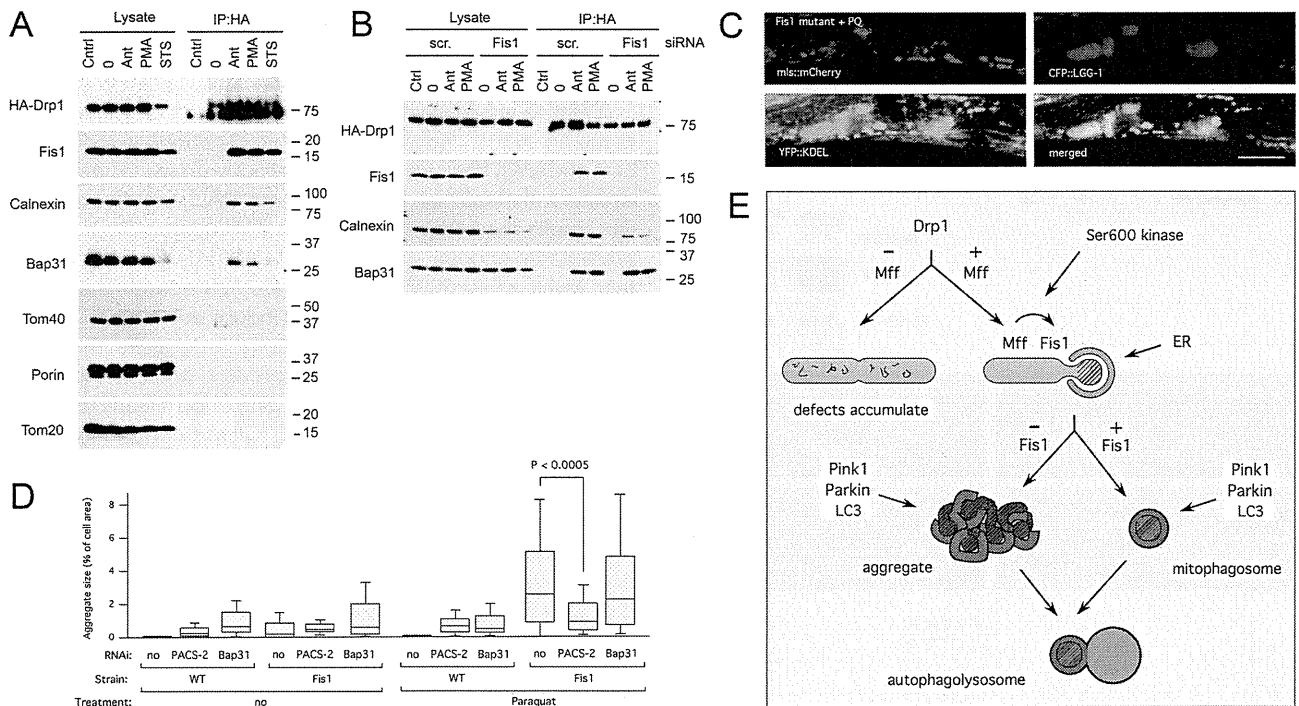 A
Lysate IP:HA
Cntrl 0 Ant PMA STS Cntrl 0 Ant PMA STS
HA-Drp1 75
Fis1 20 15
Calnexin 100 75
Bap31 37 25
Tom40 50 37
Porin 37 25
Tom20 20 15
B
Lysate IP:HA
scr. Fis1 scr. Fis1 siRNA
Ctrl 0 Ant PMA 0 Ant PMA Ctrl 0 Ant PMA 0 Ant PMA
HA-Drp1 75
Fis1 15
Calnexin 100 75
Bap31 37 25
C
Fis1 mutant + PQ
mls::mCherry
CFP::LGG-1
YFP::KDEL
merged
D
P < 0.0005
Aggregate size (% of cell area)
8
6
4
2
0
RNAi: no PACS-2 Bap31 no PACS-2 Bap31 no PACS-2 Bap31 no PACS-2 Bap31
Strain: WT Fis1 WT Fis1
Treatment: no Paraquat
E
Drp1
Ser600 kinase
− +
Mff Mff
Mff Fis1
ER
defects accumulate
− +
Fis1 Fis1
Pink1
Parkin
LC3
Pink1
Parkin
LC3
aggregate
mitophagosome
autophagolysosome